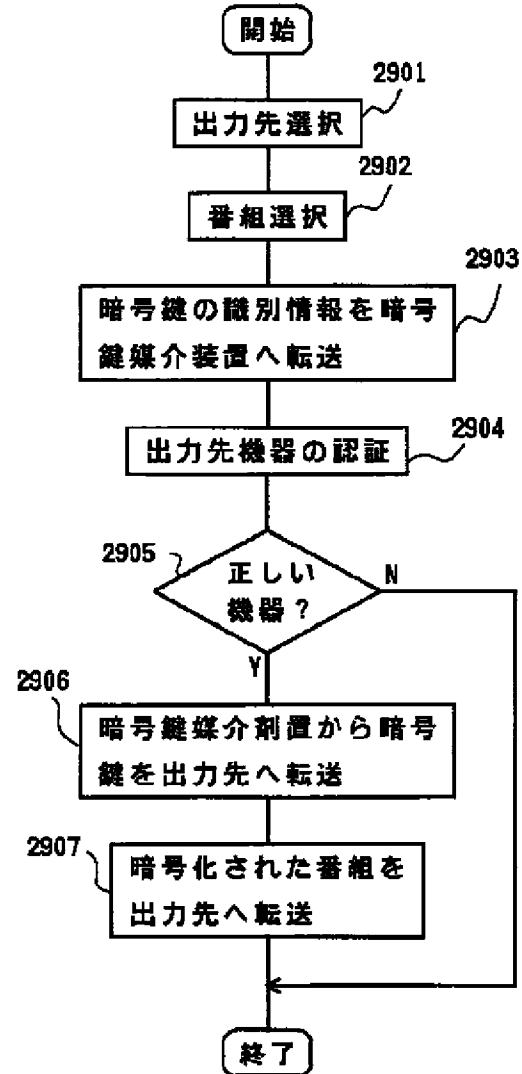 開始
2901
出力先選択
2902
番組選択
2903
暗号鍵の識別情報を暗号
鍵媒介装置へ転送
2904
出力先機器の認証
2905
正しい
機器?
N
Y
2906
暗号鍵媒介剤置から暗号
鍵を出力先へ転送
2907
暗号化された番組を
出力先へ転送
終了